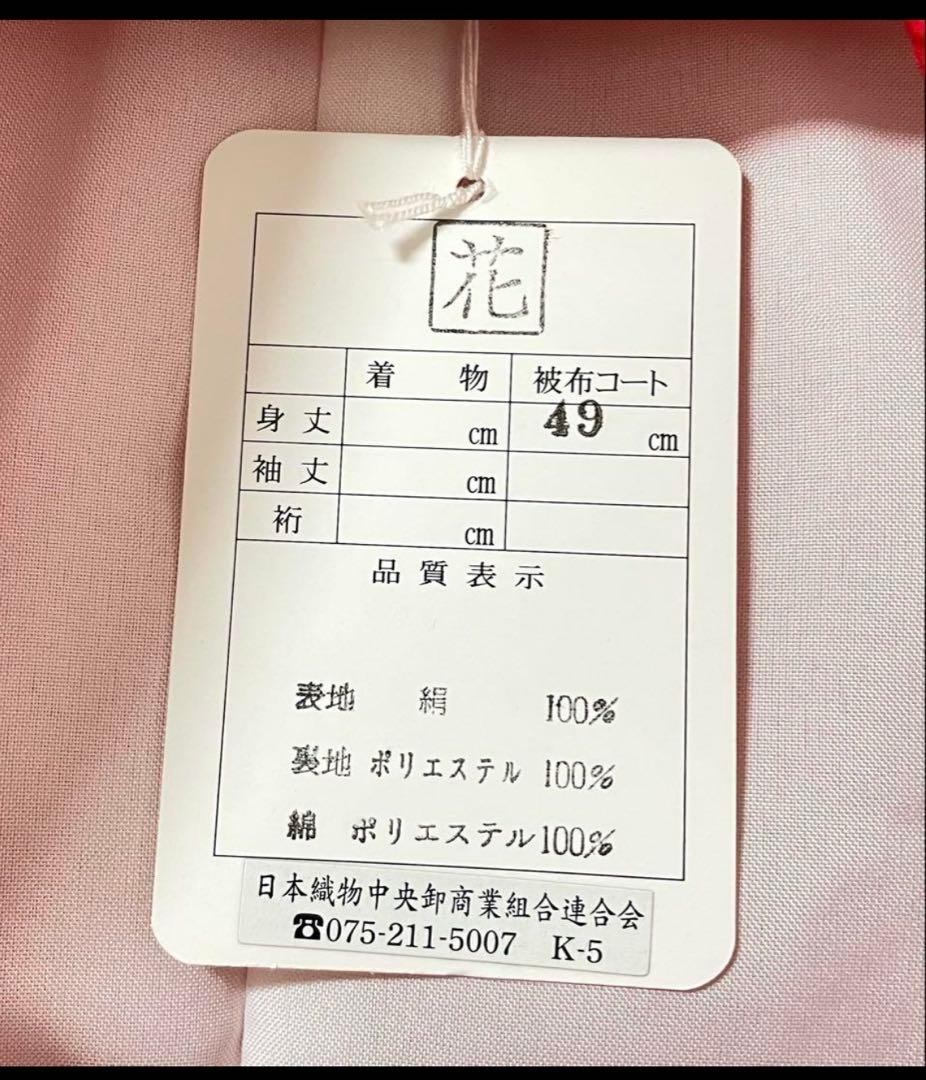 花
着物 被布コート
身丈 cm 49 cm
袖丈 cm
裄 cm
品質表示
表地 絹 100%
裏地 ポリエステル 100%
綿 ポリエステル 100%
日本織物中央卸商業組合連合会
☎075-211-5007 K-5